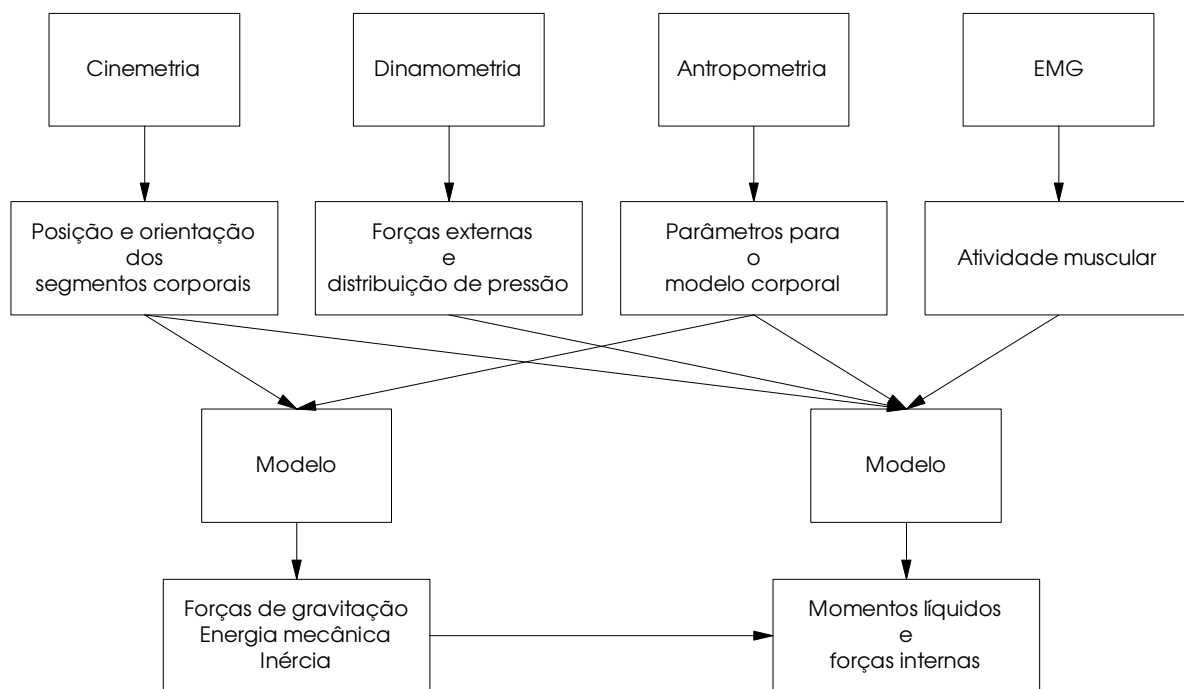 Cinemetria
Dinamometria
Antropometria
EMG
Posição e orientação
dos
segmentos corporais
Forças externas
e
distribuição de pressão
Parâmetros para
o
modelo corporal
Atividade muscular
Modelo
Modelo
Forças de gravitação
Energia mecânica
Inércia
Momentos líquidos
e
forças internas